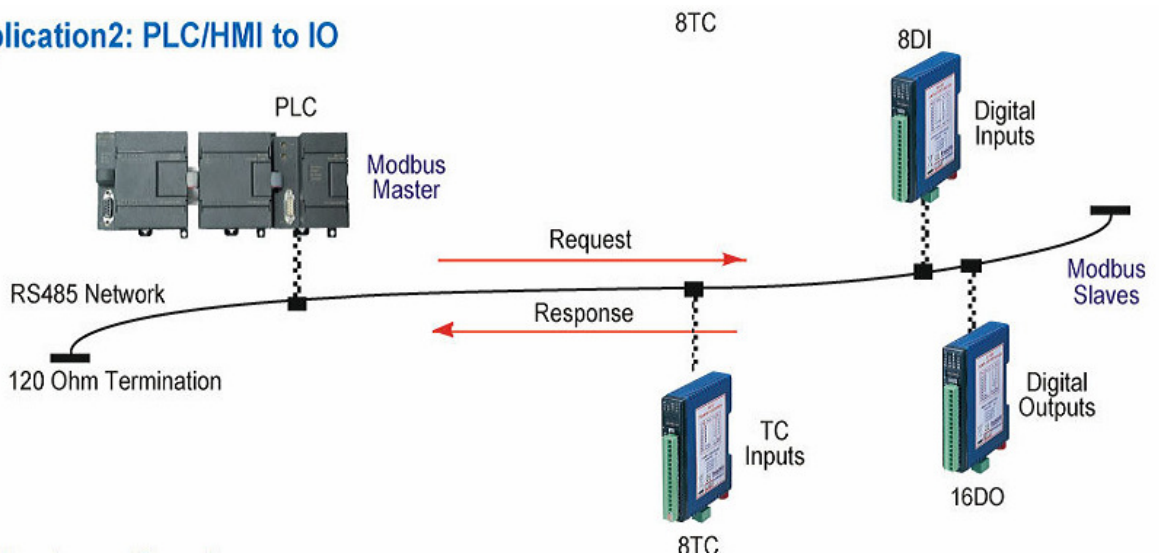 plication2: PLC/HMI to IO
8TC
8DI
PLC
Digital
Inputs
Modbus
Master
Request
RS485 Network
Response
Modbus
Slaves
120 Ohm Termination
TC
Inputs
Digital
Outputs
16DO
8TC